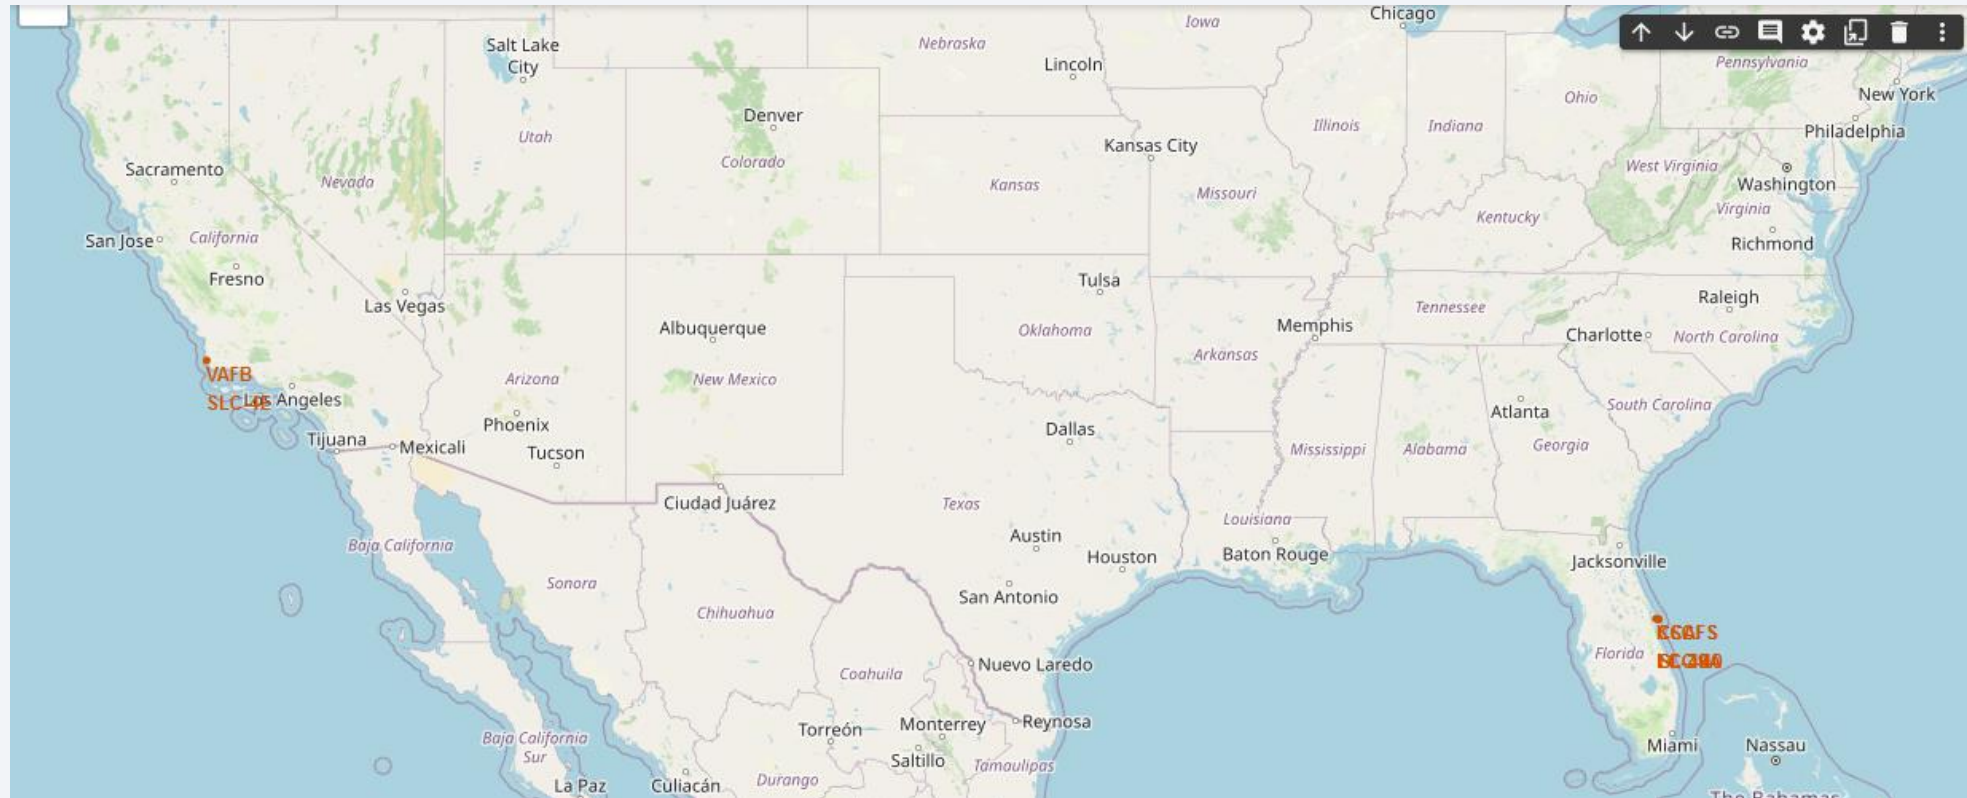 Chicago
Iowa
Salt Lake
City
Nebraska
Lincoln
Pennsylvania
New York
Denver
Ohio
Utah
Illinois
Indiana
Philadelphia
Kansas City
Colorado
Sacramento
Nevada
Kansas
Missouri
West Virginia
Washington
Virginia
Kentucky
San Jose
California
Richmond
Fresno
Tulsa
Las Vegas
Raleigh
Tennessee
Albuquerque
Oklahoma
Memphis
Charlotte
North Carolina
Arkansas
VAFB
SLC-4E
Los Angeles
Arizona
New Mexico
South Carolina
Atlanta
Phoenix
Dallas
Tijuana
Mexicali
Tucson
Mississippi
Alabama
Georgia
Ciudad Juárez
Texas
Louisiana
Austin
Baja California
Houston
Baton Rouge
Jacksonville
Sonora
San Antonio
Chihuahua
Florida
Nuevo Laredo
Coahuila
Reynosa
Torreón
Monterrey
Baja California
Sur
Saltillo
Tamaulipas
Miami
Nassau
La Paz
Culiacán
Durango
The Bahamas